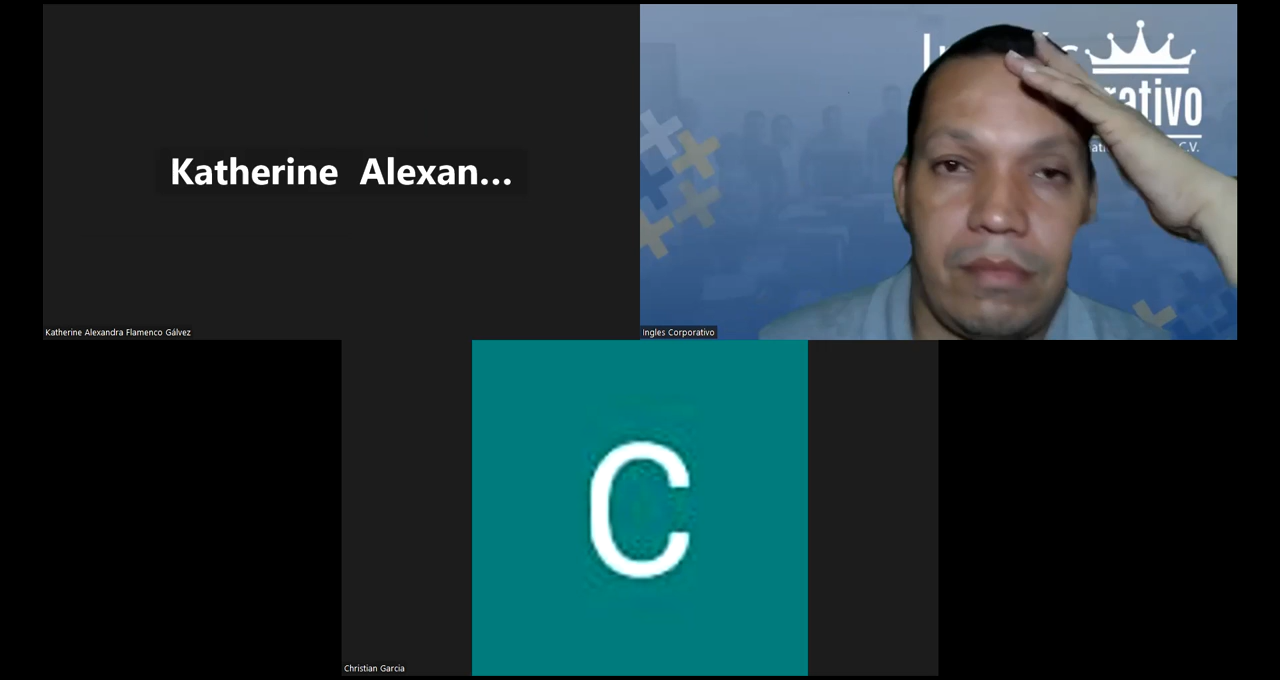 Katherine Alexan...
Katherine Alexandra Flamenco Gálvez
rativo
C.V.
Ingles Corporativo
C
Christian Garcia